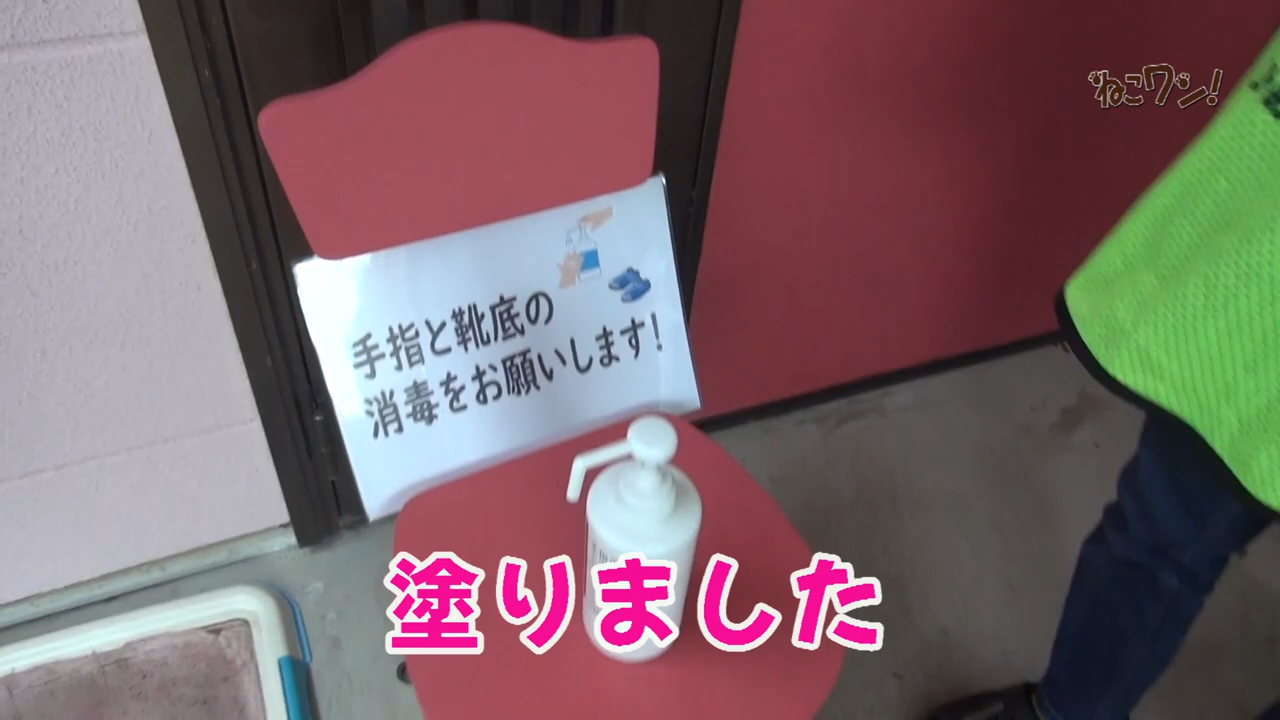 ねこワン!
手指と靴底の
消毒をお願いします!
塗りました